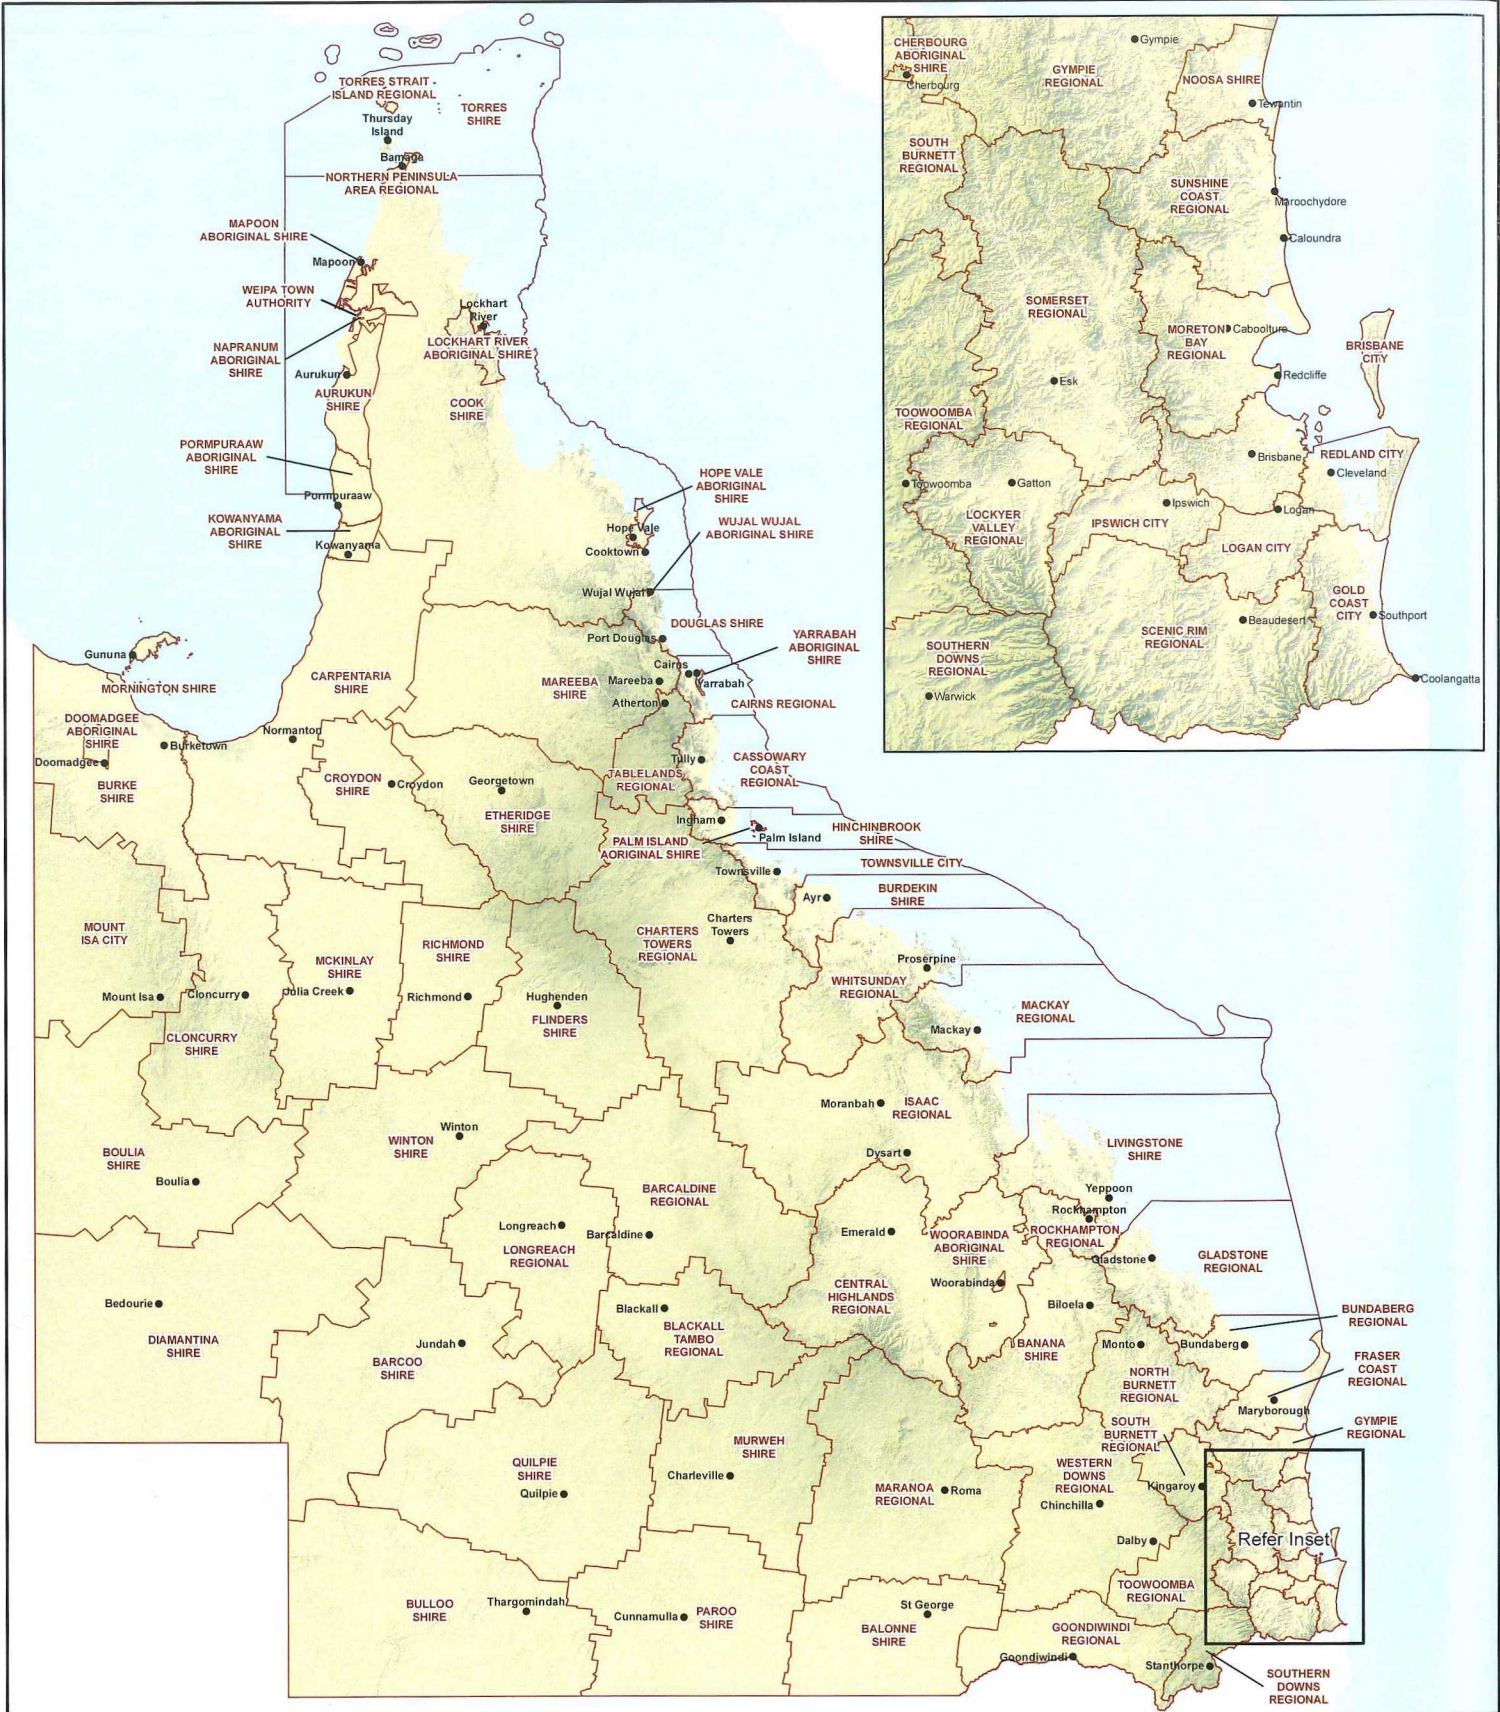 TORRES STRAIT
ISLAND REGIONAL
TORRES
SHIRE
Thursday
Island
Bamaga
NORTHERN PENINSULA
AREA REGIONAL
MAPOON
ABORIGINAL SHIRE
Mapoon
WEIPA TOWN
AUTHORITY
Lockhart
River
NAPRANUM
ABORIGINAL
SHIRE
LOCKHART RIVER
ABORIGINAL SHIRE
Aurukun
AURUKUN
SHIRE
COOK
SHIRE
PORMPURAAW
ABORIGINAL
SHIRE
Pormpuraaw
KOWANYAMA
ABORIGINAL
SHIRE
Kowanyama
HOPE VALE
ABORIGINAL
SHIRE
Hope Vale
WUJAL WUJAL
ABORIGINAL SHIRE
Cooktown
Wujal Wujal
DOUGLAS SHIRE
Port Douglas
YARRABAH
ABORIGINAL
SHIRE
Gununa
MORNINGTON SHIRE
CARPENTARIA
SHIRE
MAREEBA
SHIRE
Cairns
Mareeba
Yarrabah
Atherton
CAIRNS REGIONAL
DOOMADGEE
ABORIGINAL
SHIRE
Burketown
Doomadgee
BURKE
SHIRE
Normanton
CROYDON
SHIRE
Croydon
Georgetown
ETHERIDGE
SHIRE
Tully
TABLELANDS
REGIONAL
CASSOWARY
COAST
REGIONAL
Ingham
Palm Island
HINCHINBROOK
SHIRE
PALM ISLAND
AORIGINAL SHIRE
Townsville
TOWNSVILLE CITY
Ayr
BURDEKIN
SHIRE
MOUNT
ISA CITY
MCKINLAY
SHIRE
RICHMOND
SHIRE
CHARTERS
TOWERS
REGIONAL
Charters
Towers
Proserpine
WHITSUNDAY
REGIONAL
Mount Isa
Cloncurry
Julia Creek
Richmond
Hughenden
FLINDERS
SHIRE
MACKAY
REGIONAL
Mackay
CLONCURRY
SHIRE
Moranbah
ISAAC
REGIONAL
Winton
WINTON
SHIRE
Dysart
LIVINGSTONE
SHIRE
BOULIA
SHIRE
Boulia
BARCALDINE
REGIONAL
Yeppoon
Rockhampton
ROCKHAMPTON
REGIONAL
Longreach
LONGREACH
REGIONAL
Barcaldine
Emerald
WOORABINDA
ABORIGINAL
SHIRE
Gladstone
GLADSTONE
REGIONAL
Woorabinda
CENTRAL
HIGHLANDS
REGIONAL
Bedourie
DIAMANTINA
SHIRE
Blackall
BLACKALL
TAMBO
REGIONAL
Biloela
BUNDABERG
REGIONAL
Jundah
BARCOO
SHIRE
BANANA
SHIRE
Monto
Bundaberg
FRASER
COAST
REGIONAL
NORTH
BURNETT
REGIONAL
Maryborough
GYMPIE
REGIONAL
SOUTH
BURNETT
REGIONAL
MURWEH
SHIRE
Charleville
QUILPIE
SHIRE
Quilpie
MARANOA
REGIONAL
Roma
WESTERN
DOWNS
REGIONAL
Kingaroy
Chinchilla
Dalby
Refer Inset
TOOWOOMBA
REGIONAL
BULLOO
SHIRE
Thargomindah
Cunnamulla
PAROO
SHIRE
St George
BALONNE
SHIRE
GOONDIWINDI
REGIONAL
Goondiwindi
Stanthorpe
SOUTHERN
DOWNS
REGIONAL
CHERBOURG
ABORIGINAL
SHIRE
Cherbourg
Gympie
GYMPIE
REGIONAL
NOOSA SHIRE
Tewantin
SOUTH
BURNETT
REGIONAL
SUNSHINE
COAST
REGIONAL
Maroochydore
Caloundra
SOMERSET
REGIONAL
MORETON
BAY
REGIONAL
Caboolture
BRISBANE
CITY
Redcliffe
Esk
TOOWOOMBA
REGIONAL
Brisbane
REDLAND CITY
Cleveland
Toowoomba
Gatton
LOCKYER
VALLEY
REGIONAL
Ipswich
IPSWICH CITY
Logan
LOGAN CITY
GOLD
COAST
CITY
Southport
Beaudesert
SCENIC RIM
REGIONAL
SOUTHERN
DOWNS
REGIONAL
Warwick
Coolangatta